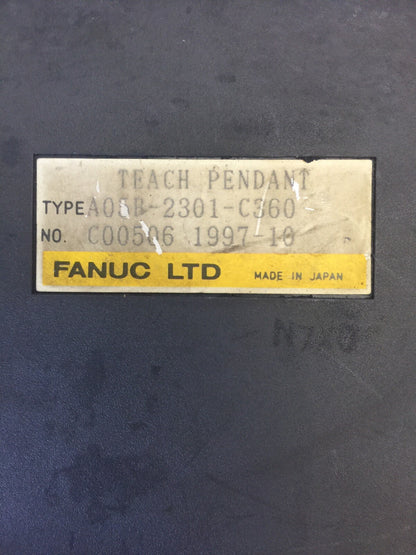 TEACH PENDANT
TYPE A05B-2301-C360
NO. C00506 1997-10
FANUC LTD MADE IN JAPAN